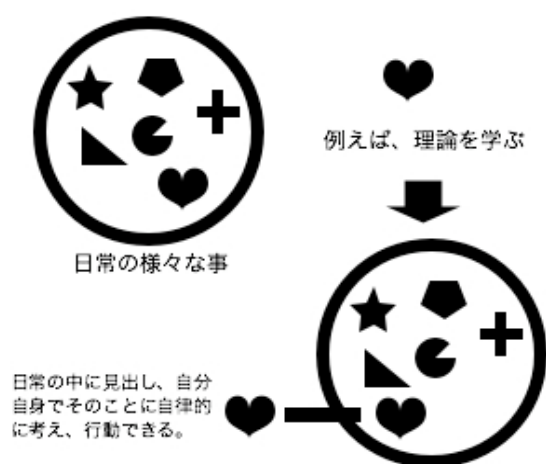 例えば、理論を学ぶ
日常の様々な事
日常の中に見出し、自分
自身でそのことに自律的
に考え、行動できる。